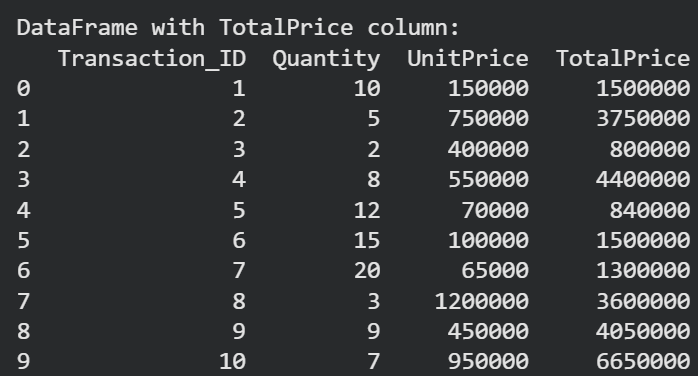 DataFrame with TotalPrice column:
   Transaction_ID  Quantity  UnitPrice  TotalPrice
0               1        10     150000     1500000
1               2         5     750000     3750000
2               3         2     400000      800000
3               4         8     550000     4400000
4               5        12      70000      840000
5               6        15     100000     1500000
6               7        20      65000     1300000
7               8         3    1200000     3600000
8               9         9     450000     4050000
9              10         7     950000     6650000